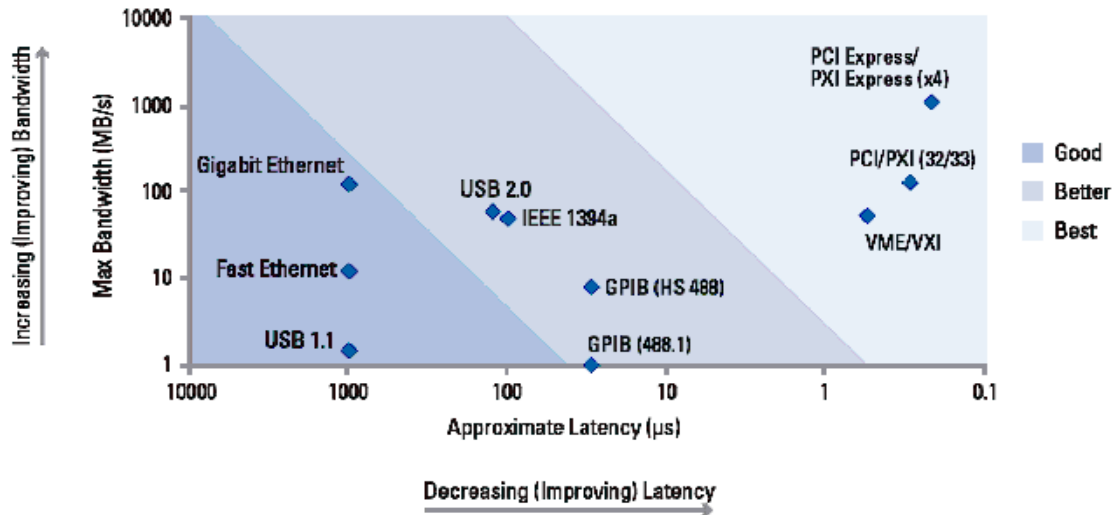 Increasing (Improving) Bandwidth
Max Bandwidth (MB/s)
10000
1000
100
10
1
PCI Express/
PXI Express (x4)
Gigabit Ethernet
PCI/PXI (32/33)
USB 2.0
IEEE 1394a
VME/VXI
Fast Ethernet
GPIB (HS 488)
USB 1.1
GPIB (488.1)
Good
Better
Best
10000
1000
100
10
1
0.1
Approximate Latency (µs)
Decreasing (Improving) Latency